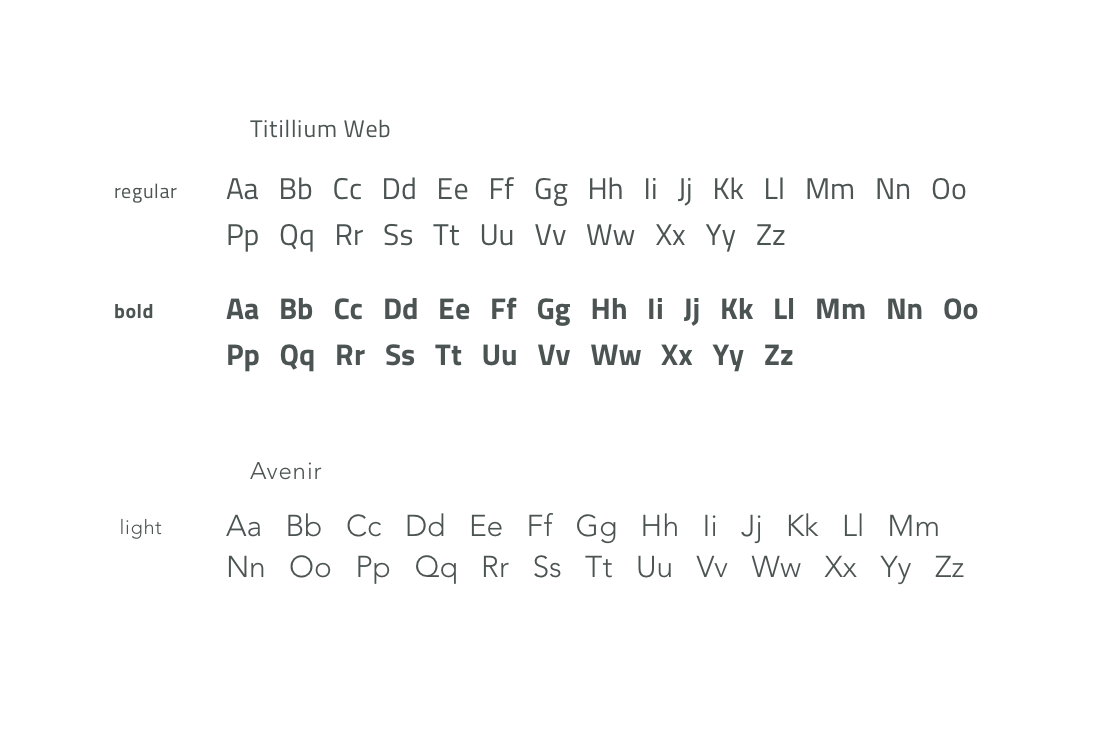 Titillium Web
regular Aa Bb Cc Dd Ee Ff Gg Hh Ii Jj Kk Ll Mm Nn Oo
Pp Qq Rr Ss Tt Uu Vv Ww Xx Yy Zz
bold Aa Bb Cc Dd Ee Ff Gg Hh Ii Jj Kk Ll Mm Nn Oo
Pp Qq Rr Ss Tt Uu Vv Ww Xx Yy Zz
Avenir
light Aa Bb Cc Dd Ee Ff Gg Hh Ii Jj Kk Ll Mm
Nn Oo Pp Qq Rr Ss Tt Uu Vv Ww Xx Yy Zz